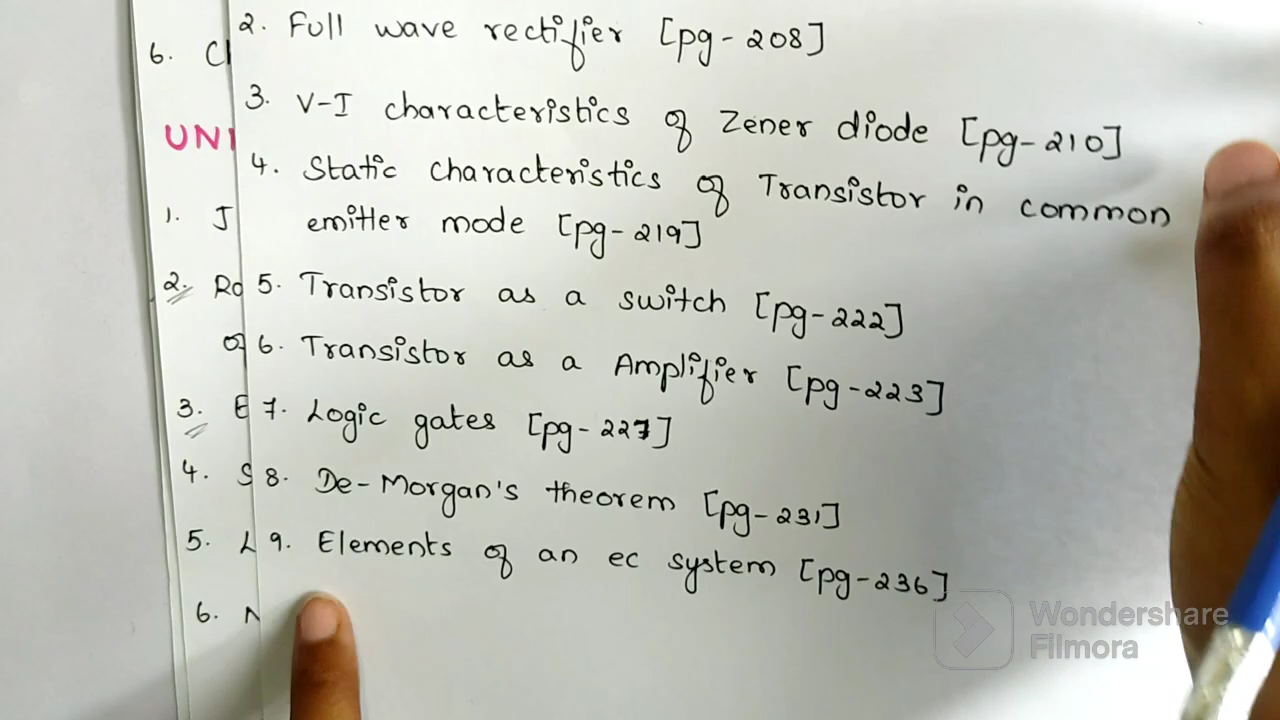 2. Full wave rectifier [pg-208]
3. V-I characteristics of Zener diode [pg-210]
4. Static characteristics of Transistor in common
emitter mode [pg-219]
5. Transistor as a switch [pg-222]
6. Transistor as a Amplifier [pg-223]
7. Logic gates [pg-227]
8. De-Morgan's theorem [pg-231]
9. Elements of an ec system [pg-236]
6.
UNI
1. J
2.
3. E
4. S
5. L
6. N
Wondershare
Filmora